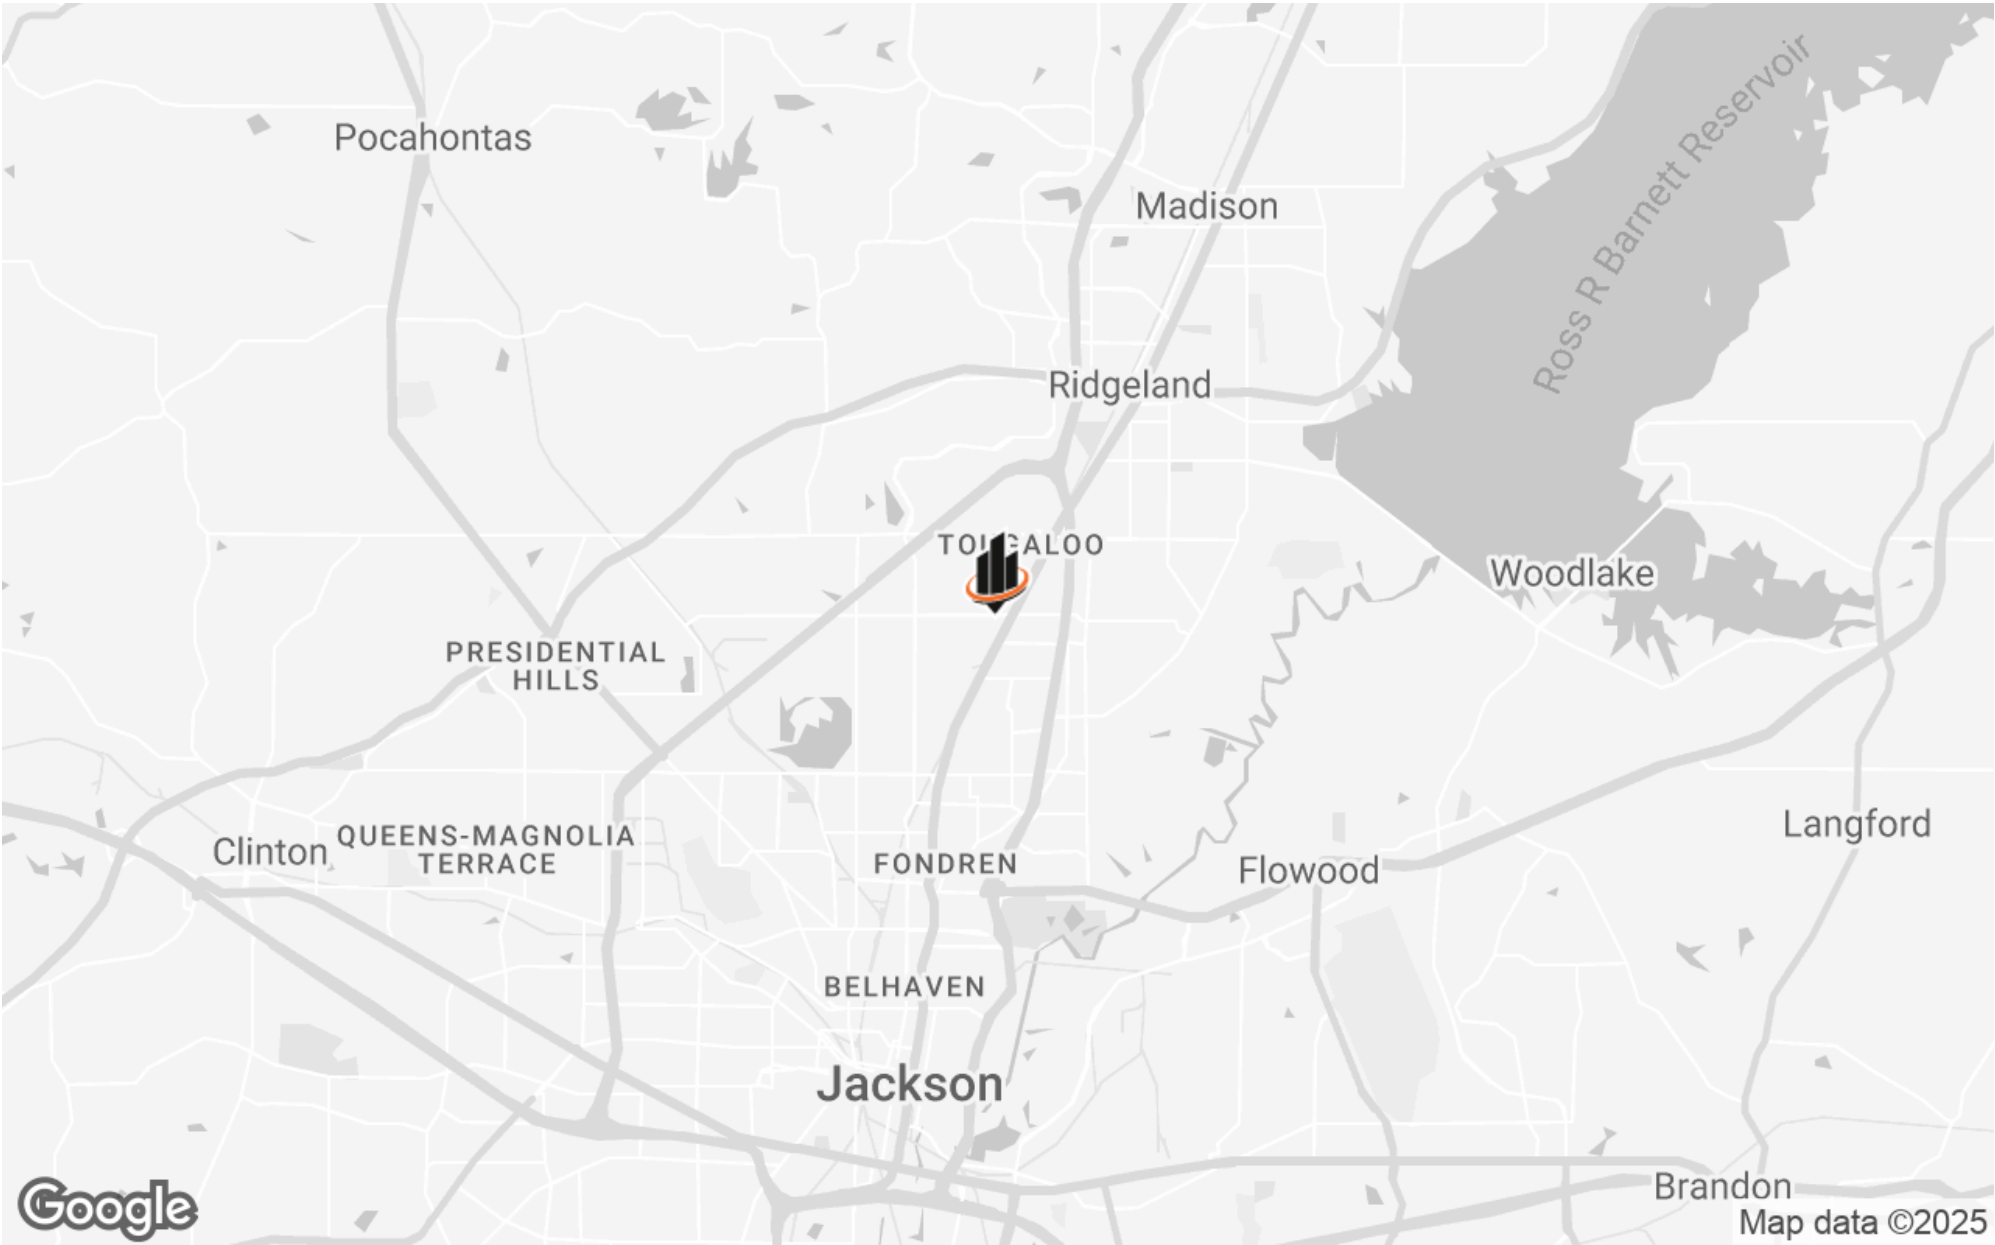 Pocahontas
Madison
Ross R Barnett Reservoir
Ridgeland
TOUGALOO
Woodlake
PRESIDENTIAL
HILLS
Langford
QUEENS-MAGNOLIA
TERRACE
Clinton
FONDREN
Flowood
BELHAVEN
Jackson
Brandon
Google
Map data ©2025